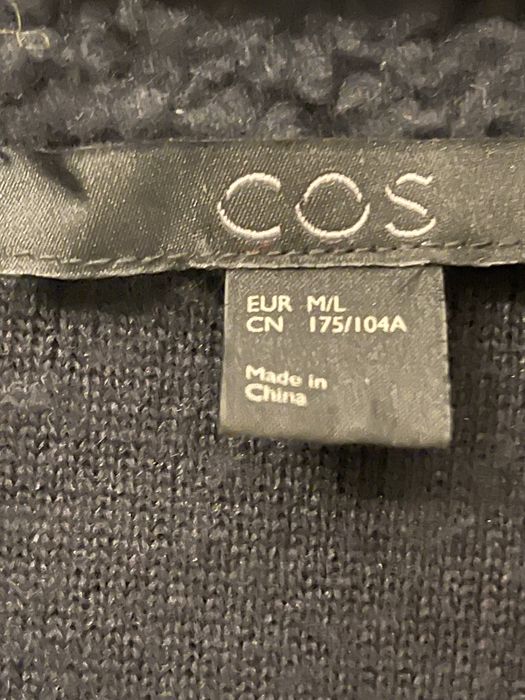 COS
EUR M/L
CN 175/104A
Made in
China